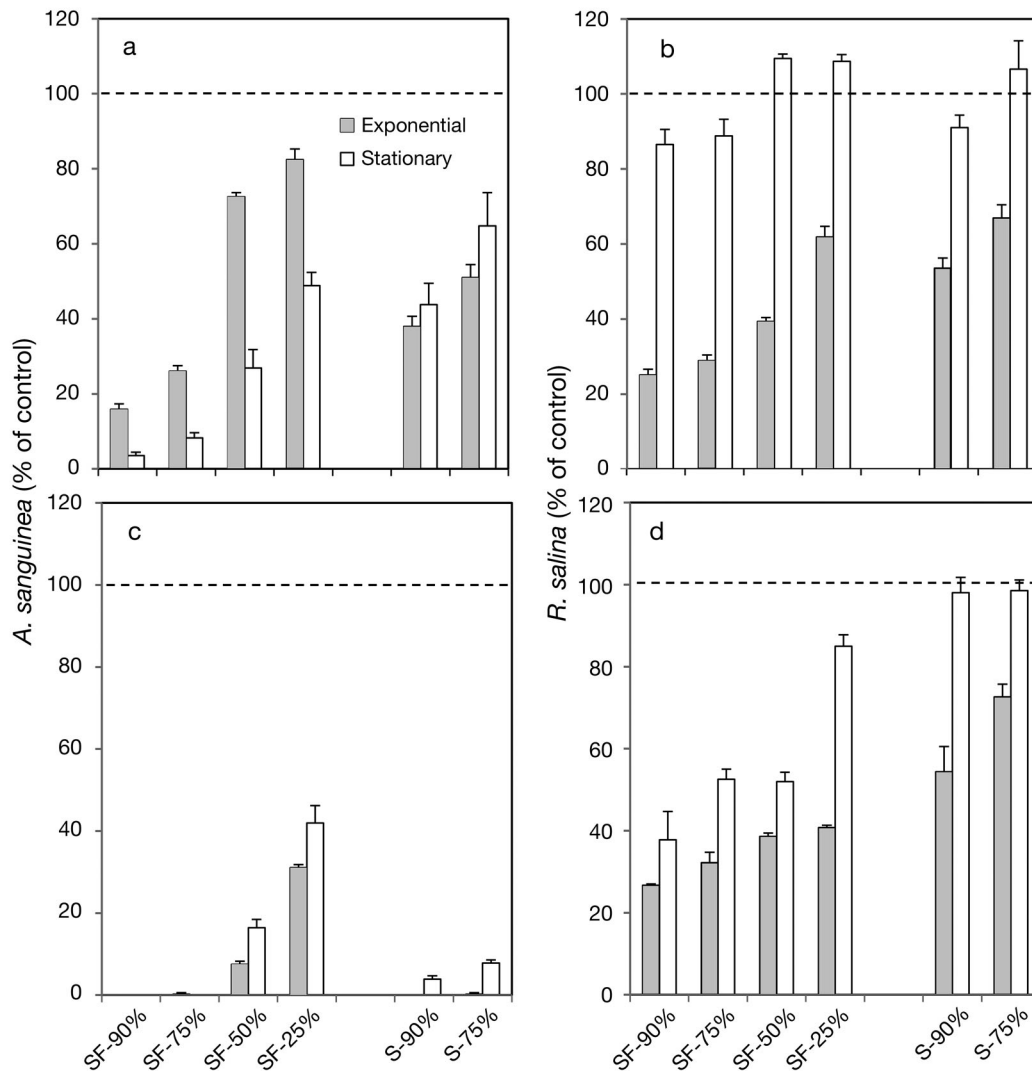 120
100
80
60
40
20
0
a
Exponential
Stationary
120
100
80
60
40
20
0
b
A. sanguinea (% of control)
R. salina (% of control)
120
100
80
60
40
20
0
c
SF-90%
SF-75%
SF-50%
SF-25%
S-90%
S-75%
120
100
80
60
40
20
0
d
SF-90%
SF-75%
SF-50%
SF-25%
S-90%
S-75%